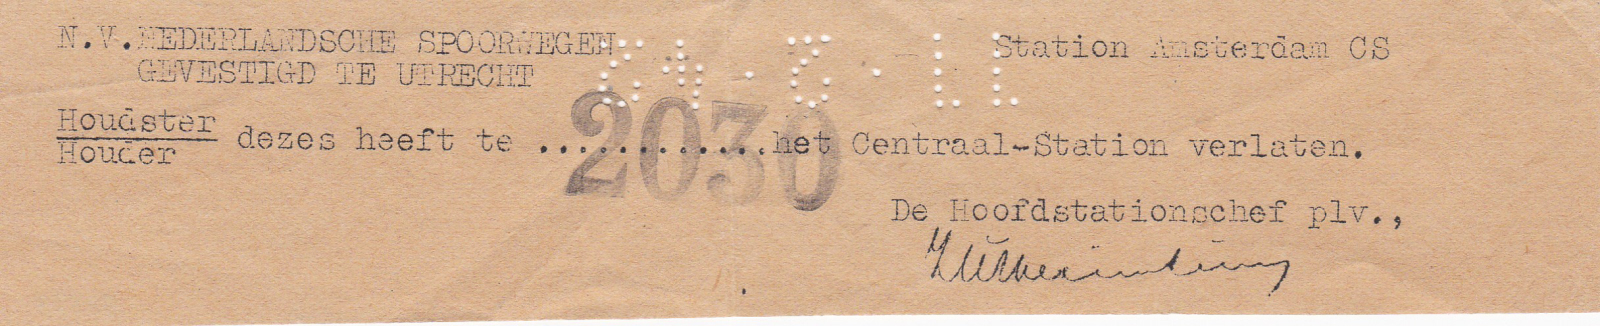 N.V. NEDERLANDSCHE SPOORWEGEN Station Amsterdam CS
GEVESTIGD TE UTRECHT
Houdster
Houder
dezes heeft te ............ het Centraal-Station verlaten.
2030
De Hoofdstationschef plv.,